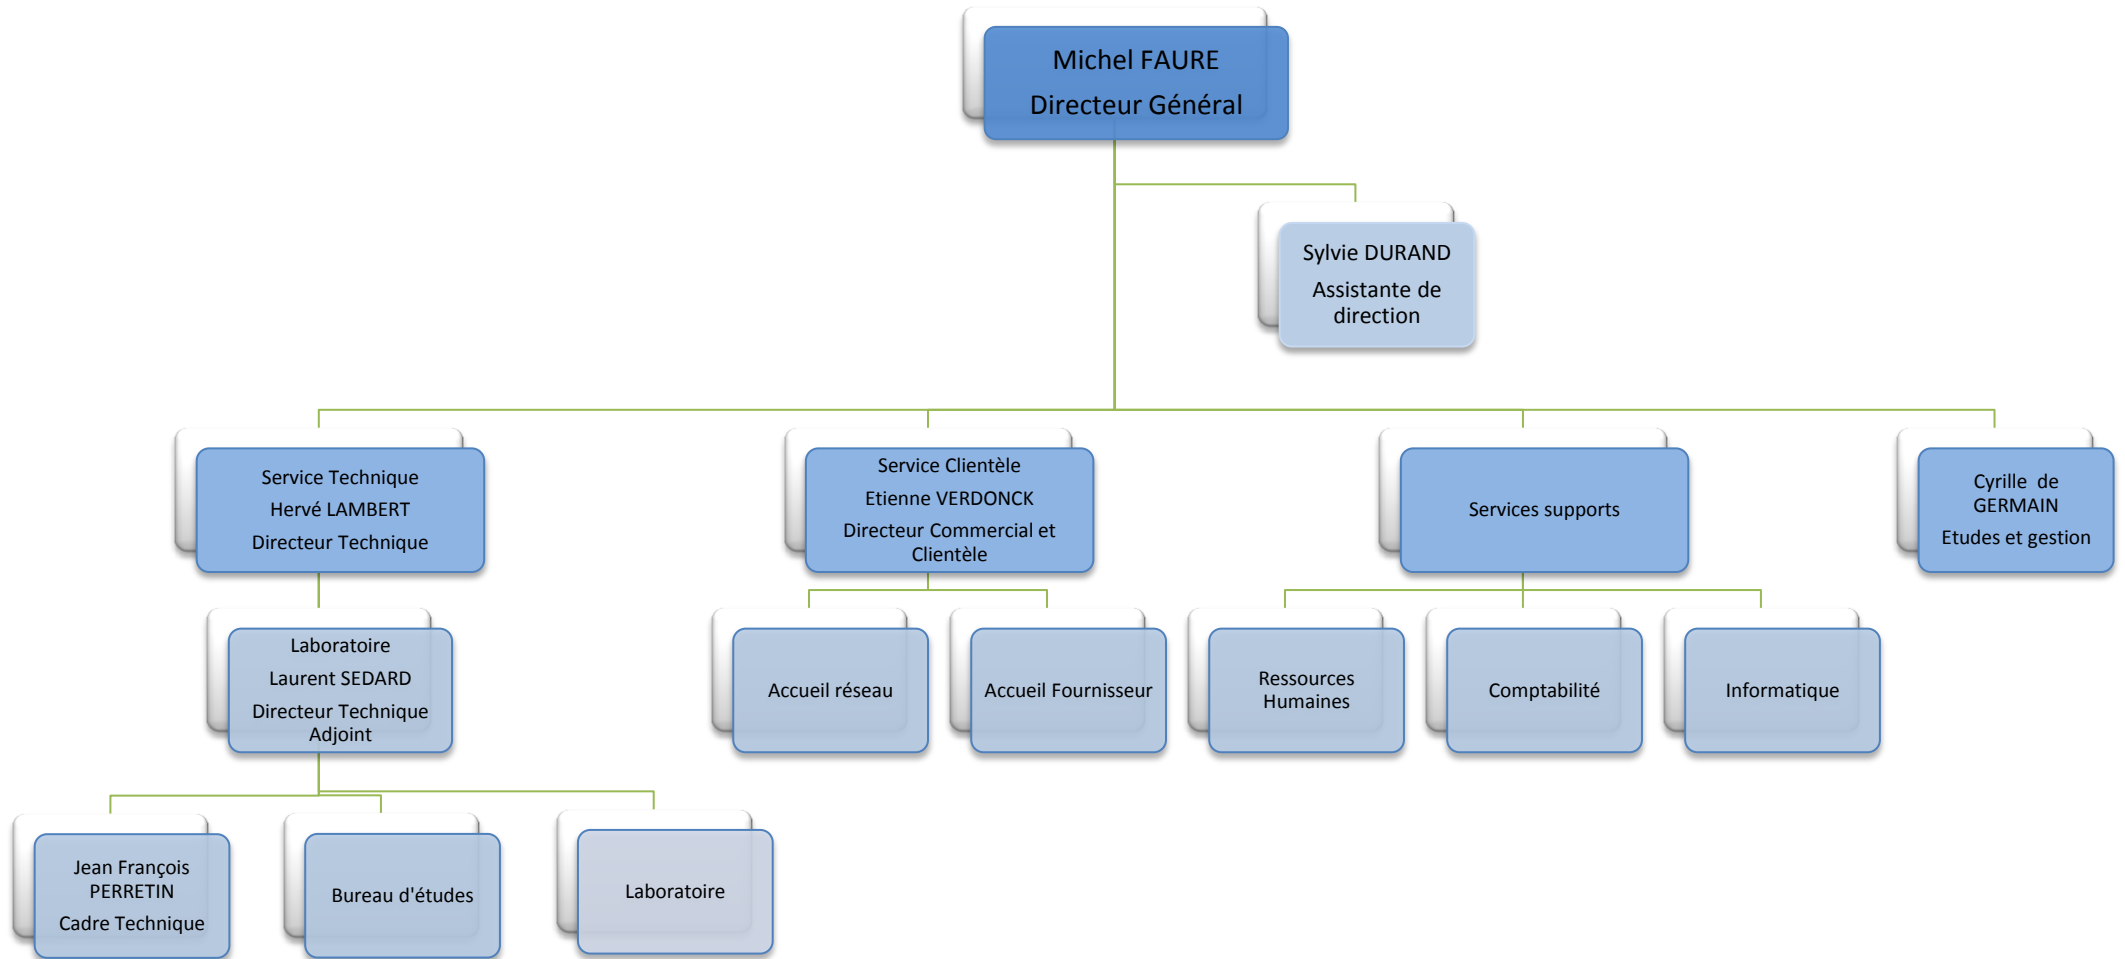 Michel FAURE
Directeur Général
Sylvie DURAND
Assistante de
direction
Service Technique
Hervé LAMBERT
Directeur Technique
Service Clientèle
Etienne VERDONCK
Directeur Commercial et
Clientèle
Services supports
Cyrille de
GERMAIN
Etudes et gestion
Laboratoire
Laurent SEDARD
Directeur Technique
Adjoint
Accueil réseau
Accueil Fournisseur
Ressources
Humaines
Comptabilité
Informatique
Jean François
PERRETIN
Cadre Technique
Bureau d'études
Laboratoire